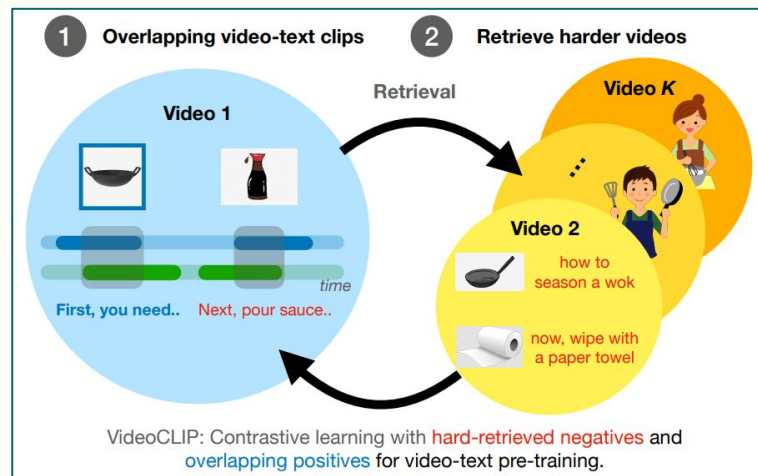 1 Overlapping video-text clips
2 Retrieve harder videos
Video 1
Retrieval
Video K
...
Video 2
how to
season a wok
now, wipe with
a paper towel
time
First, you need.. Next, pour sauce..
VideoCLIP: Contrastive learning with hard-retrieved negatives and
overlapping positives for video-text pre-training.